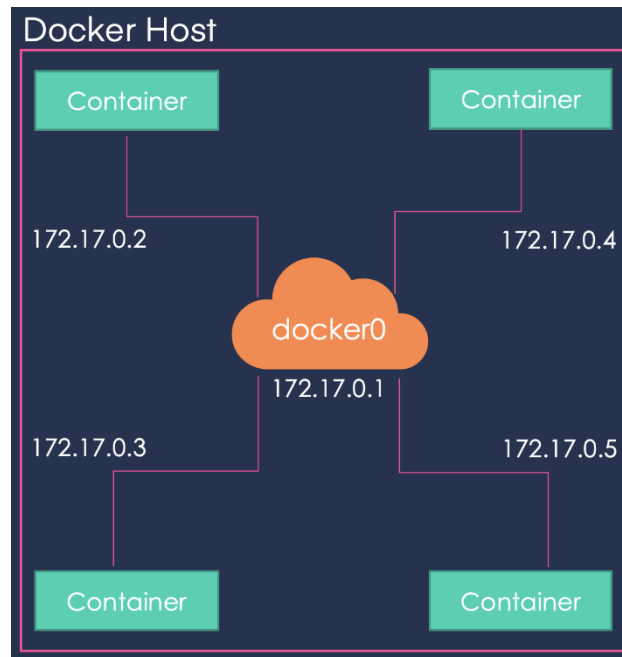 Docker Host
Container
Container
172.17.0.2
172.17.0.4
docker0
172.17.0.1
172.17.0.3
172.17.0.5
Container
Container